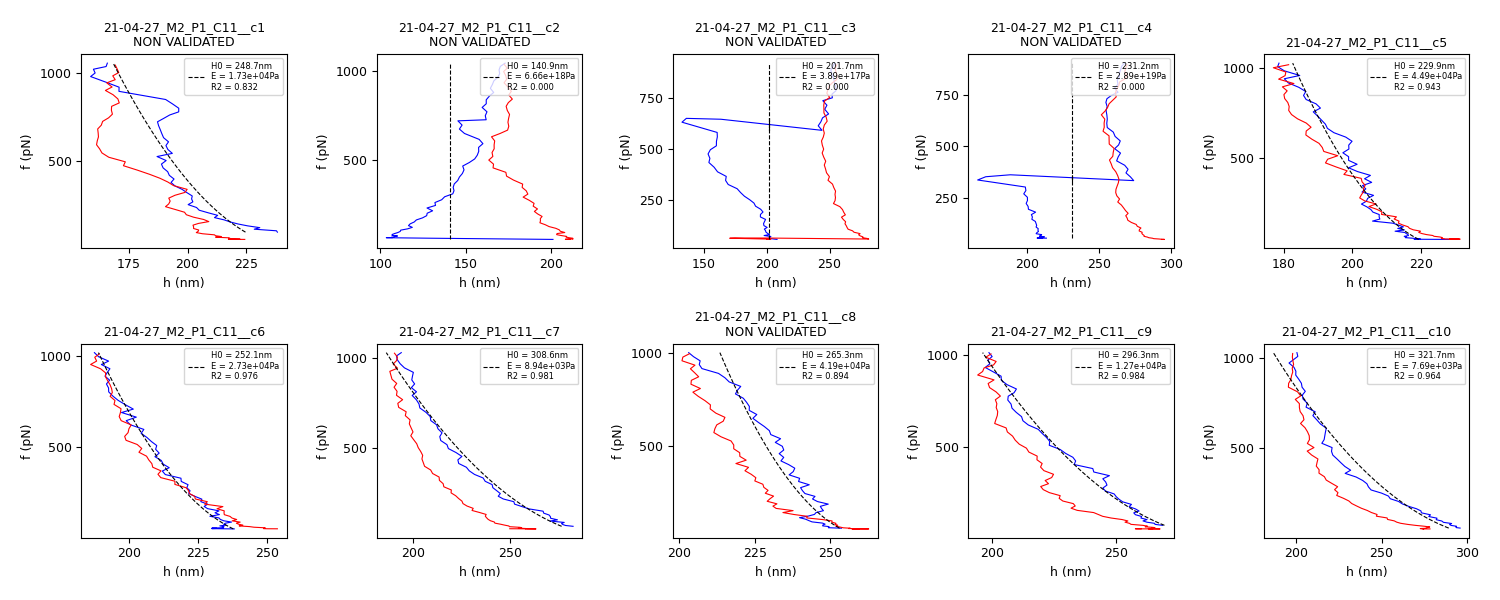 21-04-27_M2_P1_C11__c1
NON VALIDATED
H0 = 248.7nm
E = 1.73e+04Pa
R2 = 0.832
1000
500
f (pN)
175
200
225
h (nm)
21-04-27_M2_P1_C11__c2
NON VALIDATED
H0 = 140.9nm
E = 6.66e+18Pa
R2 = 0.000
1000
500
f (pN)
100
150
200
h (nm)
21-04-27_M2_P1_C11__c3
NON VALIDATED
H0 = 201.7nm
E = 3.89e+17Pa
R2 = 0.000
750
500
250
f (pN)
150
200
250
h (nm)
21-04-27_M2_P1_C11__c4
NON VALIDATED
H0 = 231.2nm
E = 2.89e+19Pa
R2 = 0.000
750
500
250
f (pN)
200
250
300
h (nm)
21-04-27_M2_P1_C11__c5
H0 = 229.9nm
E = 4.49e+04Pa
R2 = 0.943
1000
500
f (pN)
180
200
220
h (nm)
21-04-27_M2_P1_C11__c6
H0 = 252.1nm
E = 2.73e+04Pa
R2 = 0.976
1000
500
f (pN)
200
225
250
h (nm)
21-04-27_M2_P1_C11__c7
H0 = 308.6nm
E = 8.94e+03Pa
R2 = 0.981
1000
500
f (pN)
200
250
h (nm)
21-04-27_M2_P1_C11__c8
NON VALIDATED
H0 = 265.3nm
E = 4.19e+04Pa
R2 = 0.894
1000
500
f (pN)
200
225
250
h (nm)
21-04-27_M2_P1_C11__c9
H0 = 296.3nm
E = 1.27e+04Pa
R2 = 0.984
1000
500
f (pN)
200
250
h (nm)
21-04-27_M2_P1_C11__c10
H0 = 321.7nm
E = 7.69e+03Pa
R2 = 0.964
1000
500
f (pN)
200
250
300
h (nm)